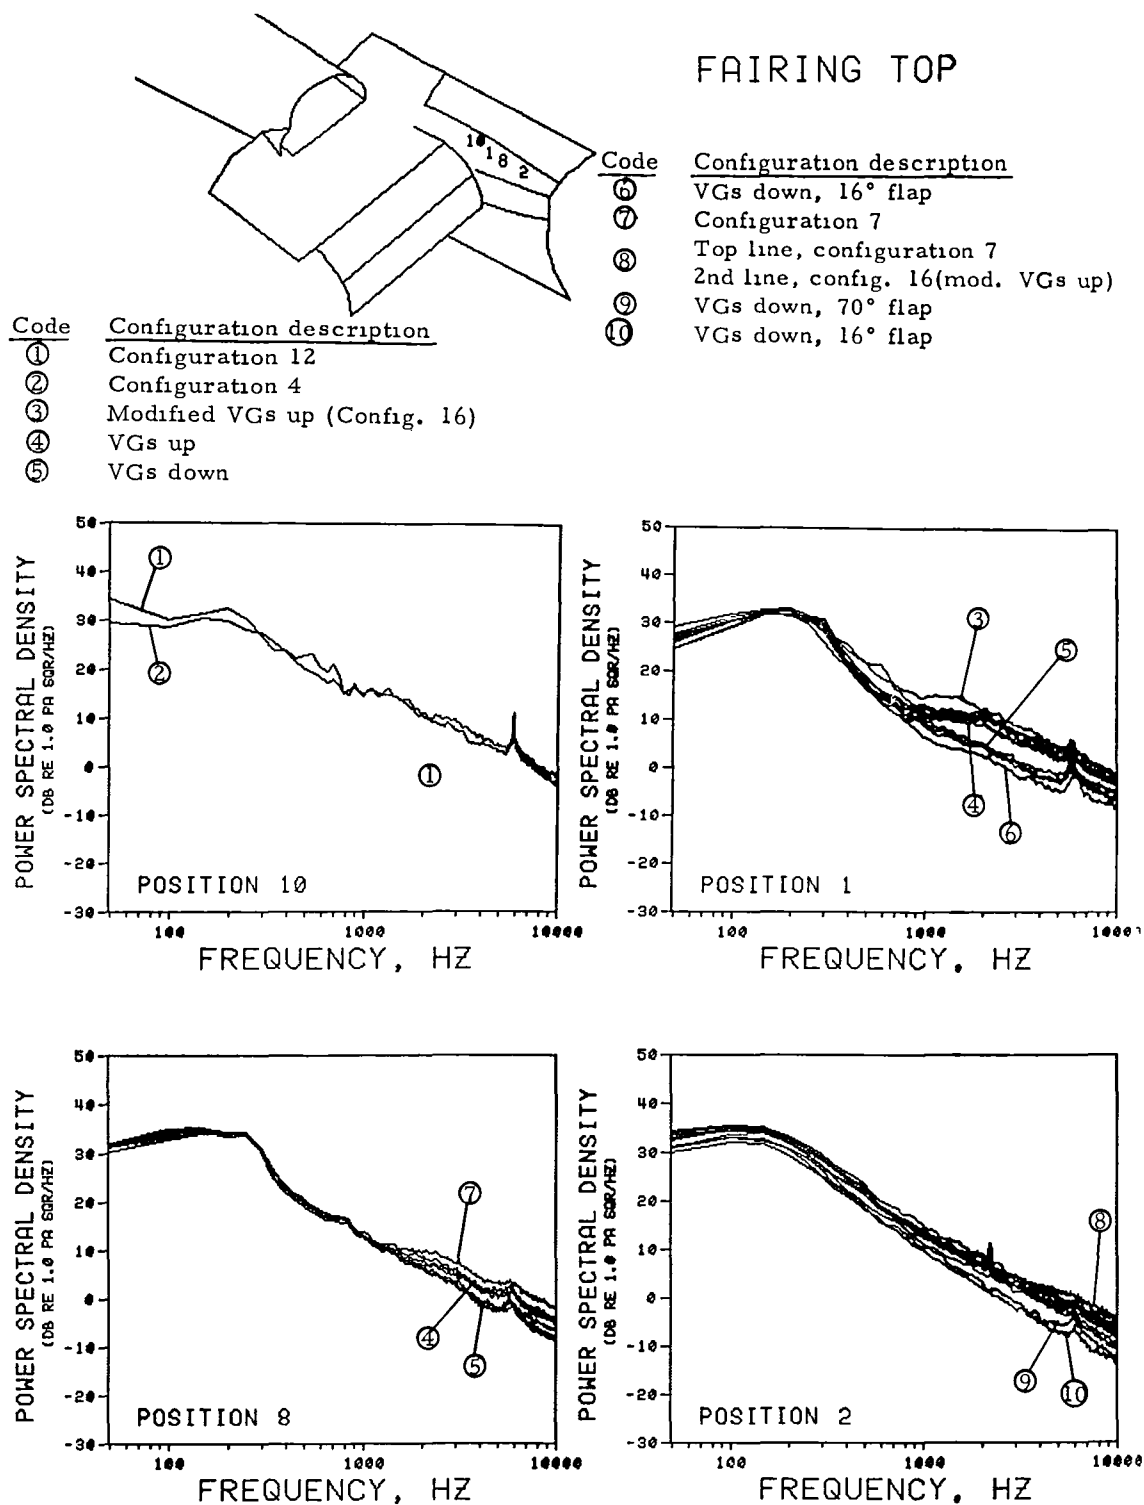 FAIRING TOP
10
1
8
2
Code Configuration description
⑥ VGs down, 16° flap
⑦ Configuration 7
⑧ Top line, configuration 7
2nd line, config. 16(mod. VGs up)
⑨ VGs down, 70° flap
⑩ VGs down, 16° flap
Code Configuration description
① Configuration 12
② Configuration 4
③ Modified VGs up (Config. 16)
④ VGs up
⑤ VGs down
POWER SPECTRAL DENSITY
(DB RE 1.0 PA SQR/HZ)
50
40
30
20
10
0
-10
-20
-30
①
②
①
POSITION 10
100 1000 10000
FREQUENCY, HZ
POWER SPECTRAL DENSITY
(DB RE 1.0 PA SQR/HZ)
50
40
30
20
10
0
-10
-20
-30
③
⑤
④
⑥
POSITION 1
100 1000 1000
FREQUENCY, HZ
POWER SPECTRAL DENSITY
(DB RE 1.0 PA SQR/HZ)
50
40
30
20
10
0
-10
-20
-30
⑦
④
⑤
POSITION 8
100 1000 10000
FREQUENCY, HZ
POWER SPECTRAL DENSITY
(DB RE 1.0 PA SQR/HZ)
50
40
30
20
10
0
-10
-20
-30
⑧
⑨
⑩
POSITION 2
100 1000 10000
FREQUENCY, HZ